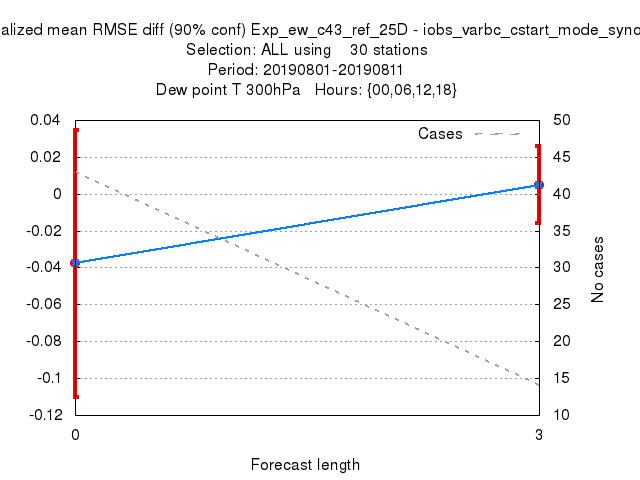 alized mean RMSE diff (90% conf) Exp_ew_c43_ref_25D - iobs_varbc_cstart_mode_syno
Selection: ALL using 30 stations
Period: 20190801-20190811
Dew point T 300hPa Hours: {00,06,12,18}
Cases
0.04
0.02
0
-0.02
-0.04
-0.06
-0.08
-0.1
-0.12
50
45
40
35
30
25
20
15
10
No cases
0
3
Forecast length